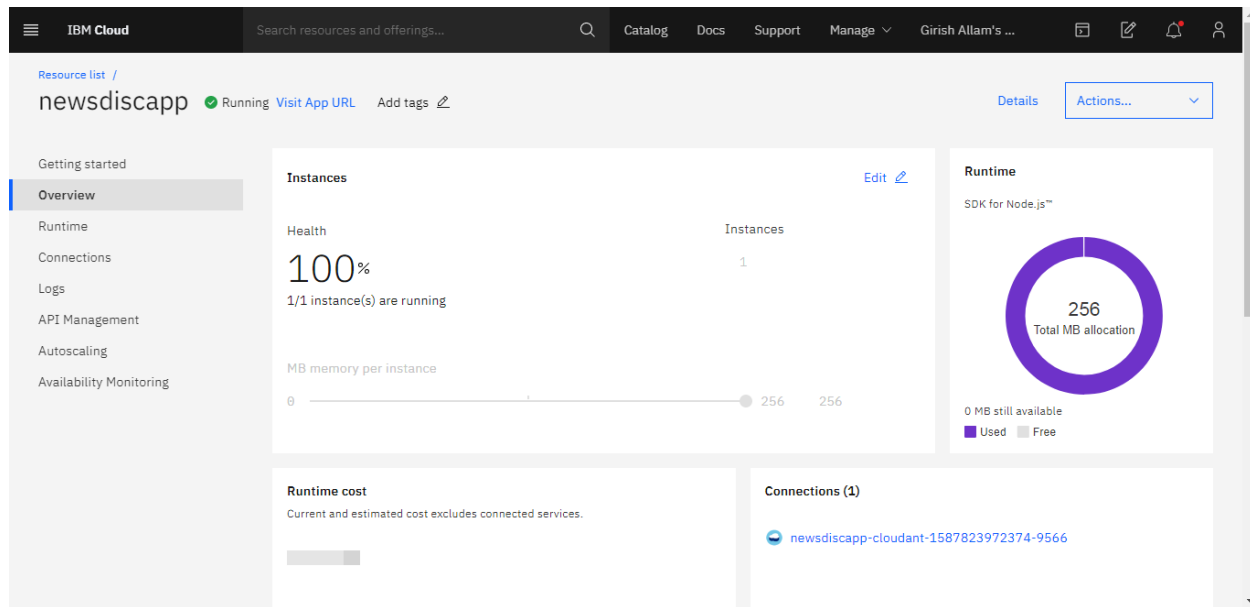 IBM Cloud Search resources and offerings... Catalog Docs Support Manage Girish Allam's ...
Resource list /
newsdiscapp Running Visit App URL Add tags Details Actions...
Getting started
Overview
Runtime
Connections
Logs
API Management
Autoscaling
Availability Monitoring
Instances Edit
Health Instances
100% 1
1/1 instance(s) are running
MB memory per instance
0 256 256
Runtime
SDK for Node.js™
256
Total MB allocation
0 MB still available
Used Free
Runtime cost
Current and estimated cost excludes connected services.
Connections (1)
newsdiscapp-cloudant-1587823972374-9566